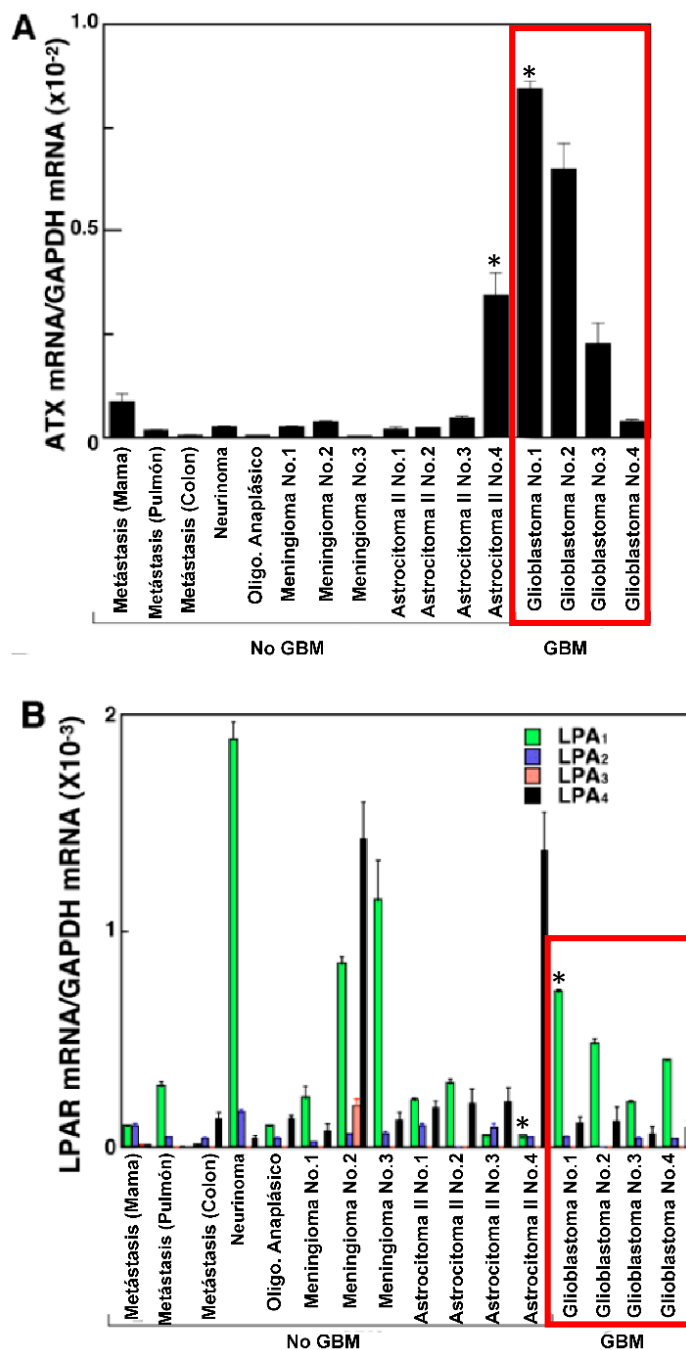 A
ATX mRNA/GAPDH mRNA (x10-2)
1.0
0.5
0
*
*
Metástasis (Mama)
Metástasis (Pulmón)
Metástasis (Colon)
Neurinoma
Oligo. Anaplásico
Meningioma No.1
Meningioma No.2
Meningioma No.3
Astrocitoma II No.1
Astrocitoma II No.2
Astrocitoma II No.3
Astrocitoma II No.4
Glioblastoma No.1
Glioblastoma No.2
Glioblastoma No.3
Glioblastoma No.4
No GBM
GBM
B
LPAR mRNA/GAPDH mRNA (X10-3)
2
1
0
LPA1
LPA2
LPA3
LPA4
*
*
Metástasis (Mama)
Metástasis (Pulmón)
Metástasis (Colon)
Neurinoma
Oligo. Anaplásico
Meningioma No.1
Meningioma No.2
Meningioma No.3
Astrocitoma II No.1
Astrocitoma II No.2
Astrocitoma II No.3
Astrocitoma II No.4
Glioblastoma No.1
Glioblastoma No.2
Glioblastoma No.3
Glioblastoma No.4
No GBM
GBM